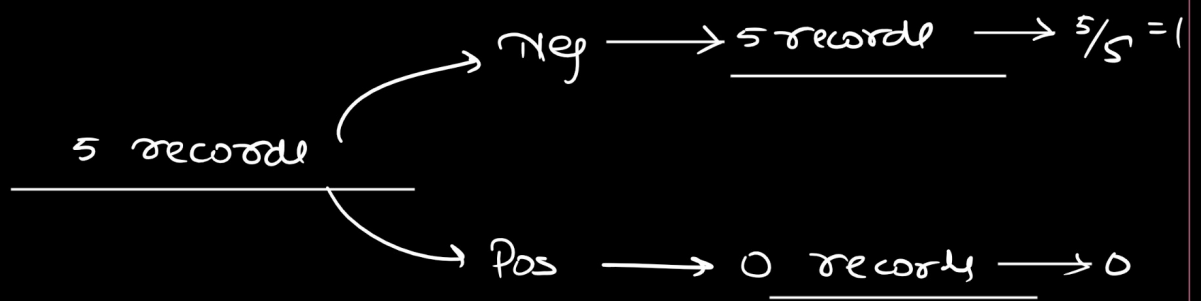 Neg → 5 records → 5/5 = 1
5 records
Pos → 0 records → 0